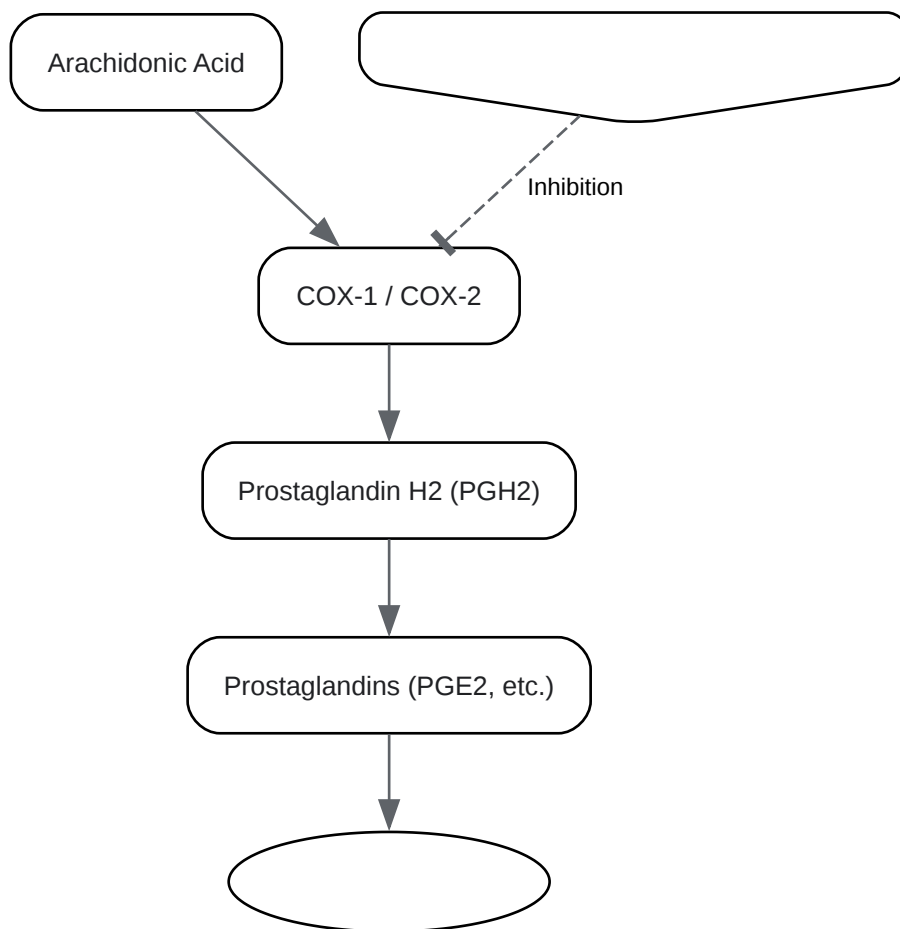 Arachidonic Acid
Inhibition
COX-1 / COX-2
Prostaglandin H2 (PGH2)
Prostaglandins (PGE2, etc.)